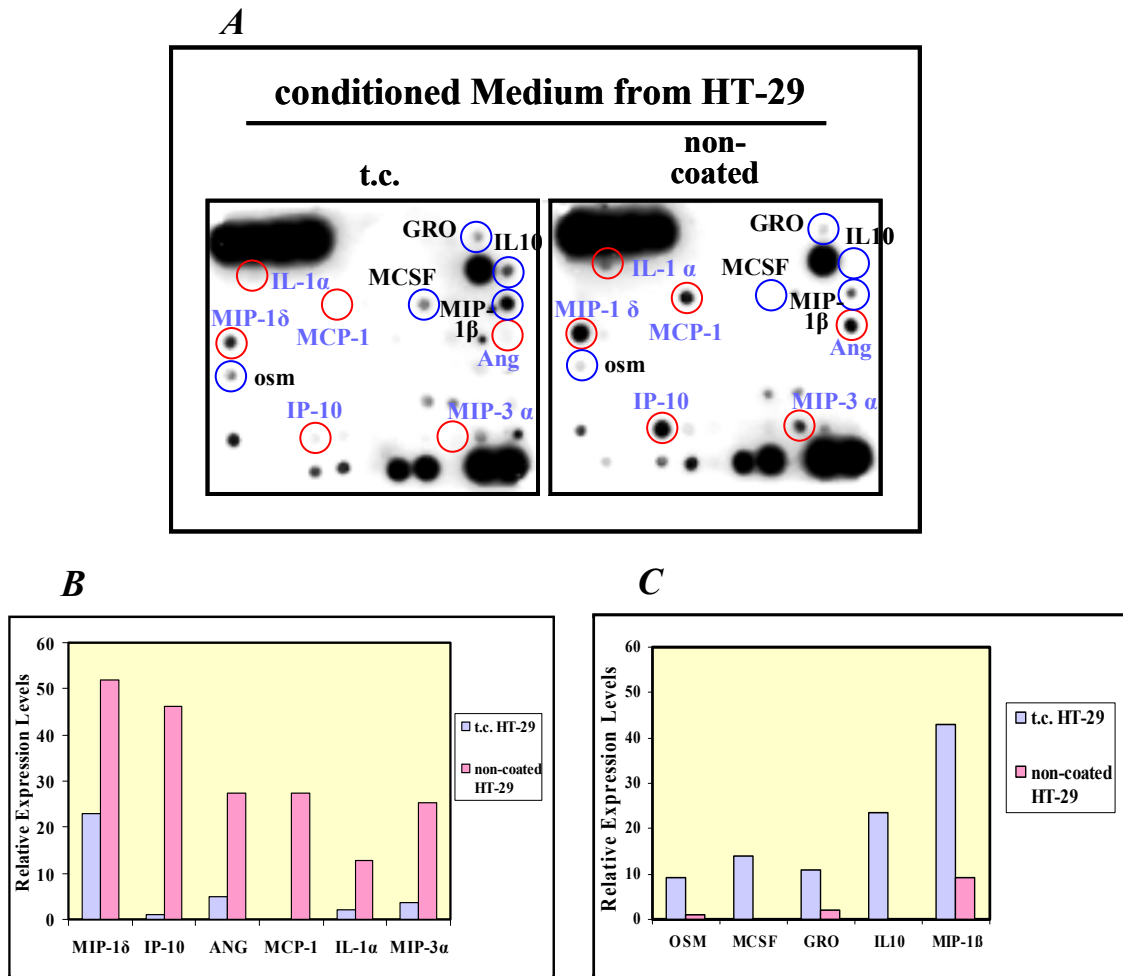 A
conditioned Medium from HT-29
t.c.
non-
coated
GRO
IL10
IL-1α
MCSF
MIP-
1β
MIP-1δ
MCP-1
Ang
osm
IP-10
MIP-3 α
GRO
IL10
IL-1 α
MCSF
MIP-
1β
MIP-1 δ
MCP-1
Ang
osm
IP-10
MIP-3 α
B
Relative Expression Levels
60
50
40
30
20
10
0
MIP-1δ IP-10 ANG MCP-1 IL-1α MIP-3α
t.c. HT-29
non-coated
HT-29
C
Relative Expression Levels
60
50
40
30
20
10
0
OSM MCSF GRO IL10 MIP-1ß
t.c. HT-29
non-coated
HT-29